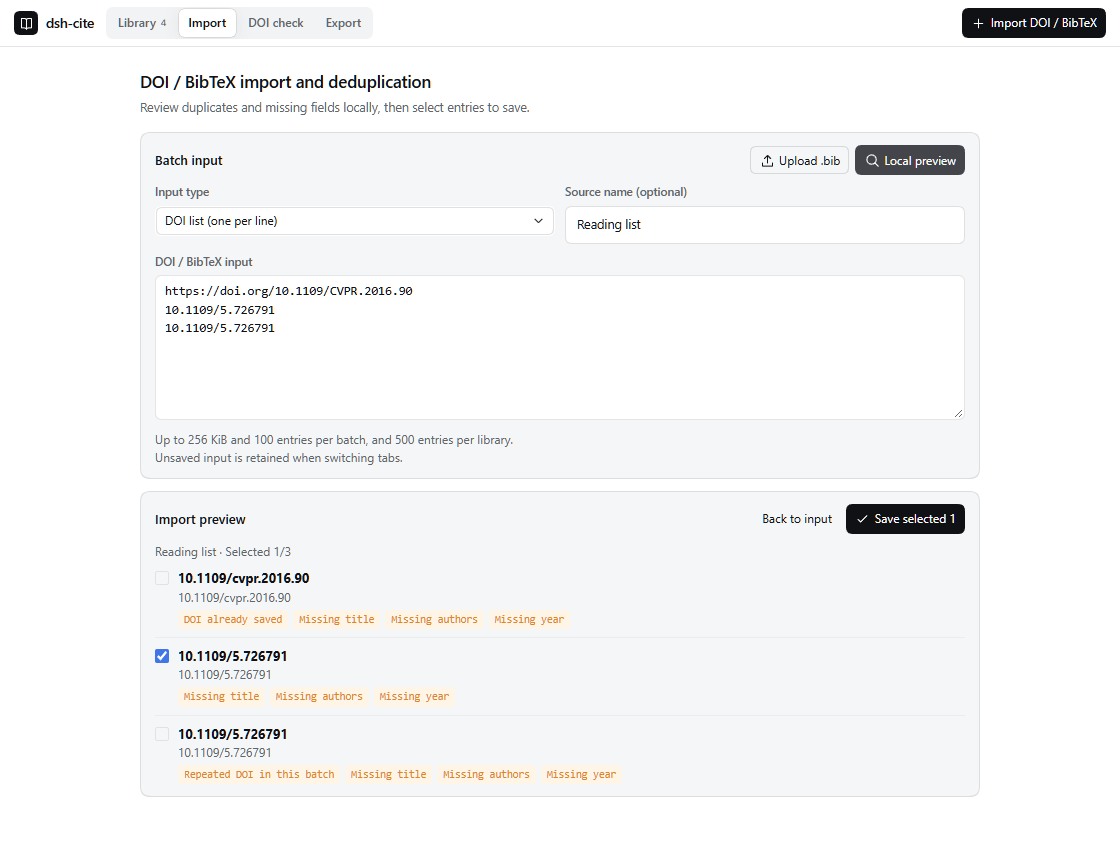 dsh-cite Library 4 Import DOI check Export + Import DOI / BibTeX
DOI / BibTeX import and deduplication
Review duplicates and missing fields locally, then select entries to save.
Batch input Upload .bib Local preview
Input type Source name (optional)
DOI list (one per line) Reading list
DOI / BibTeX input
https://doi.org/10.1109/CVPR.2016.90
10.1109/5.726791
10.1109/5.726791
Up to 256 KiB and 100 entries per batch, and 500 entries per library.
Unsaved input is retained when switching tabs.
Import preview Back to input Save selected 1
Reading list · Selected 1/3
10.1109/cvpr.2016.90
10.1109/cvpr.2016.90
DOI already saved Missing title Missing authors Missing year
10.1109/5.726791
10.1109/5.726791
Missing title Missing authors Missing year
10.1109/5.726791
10.1109/5.726791
Repeated DOI in this batch Missing title Missing authors Missing year